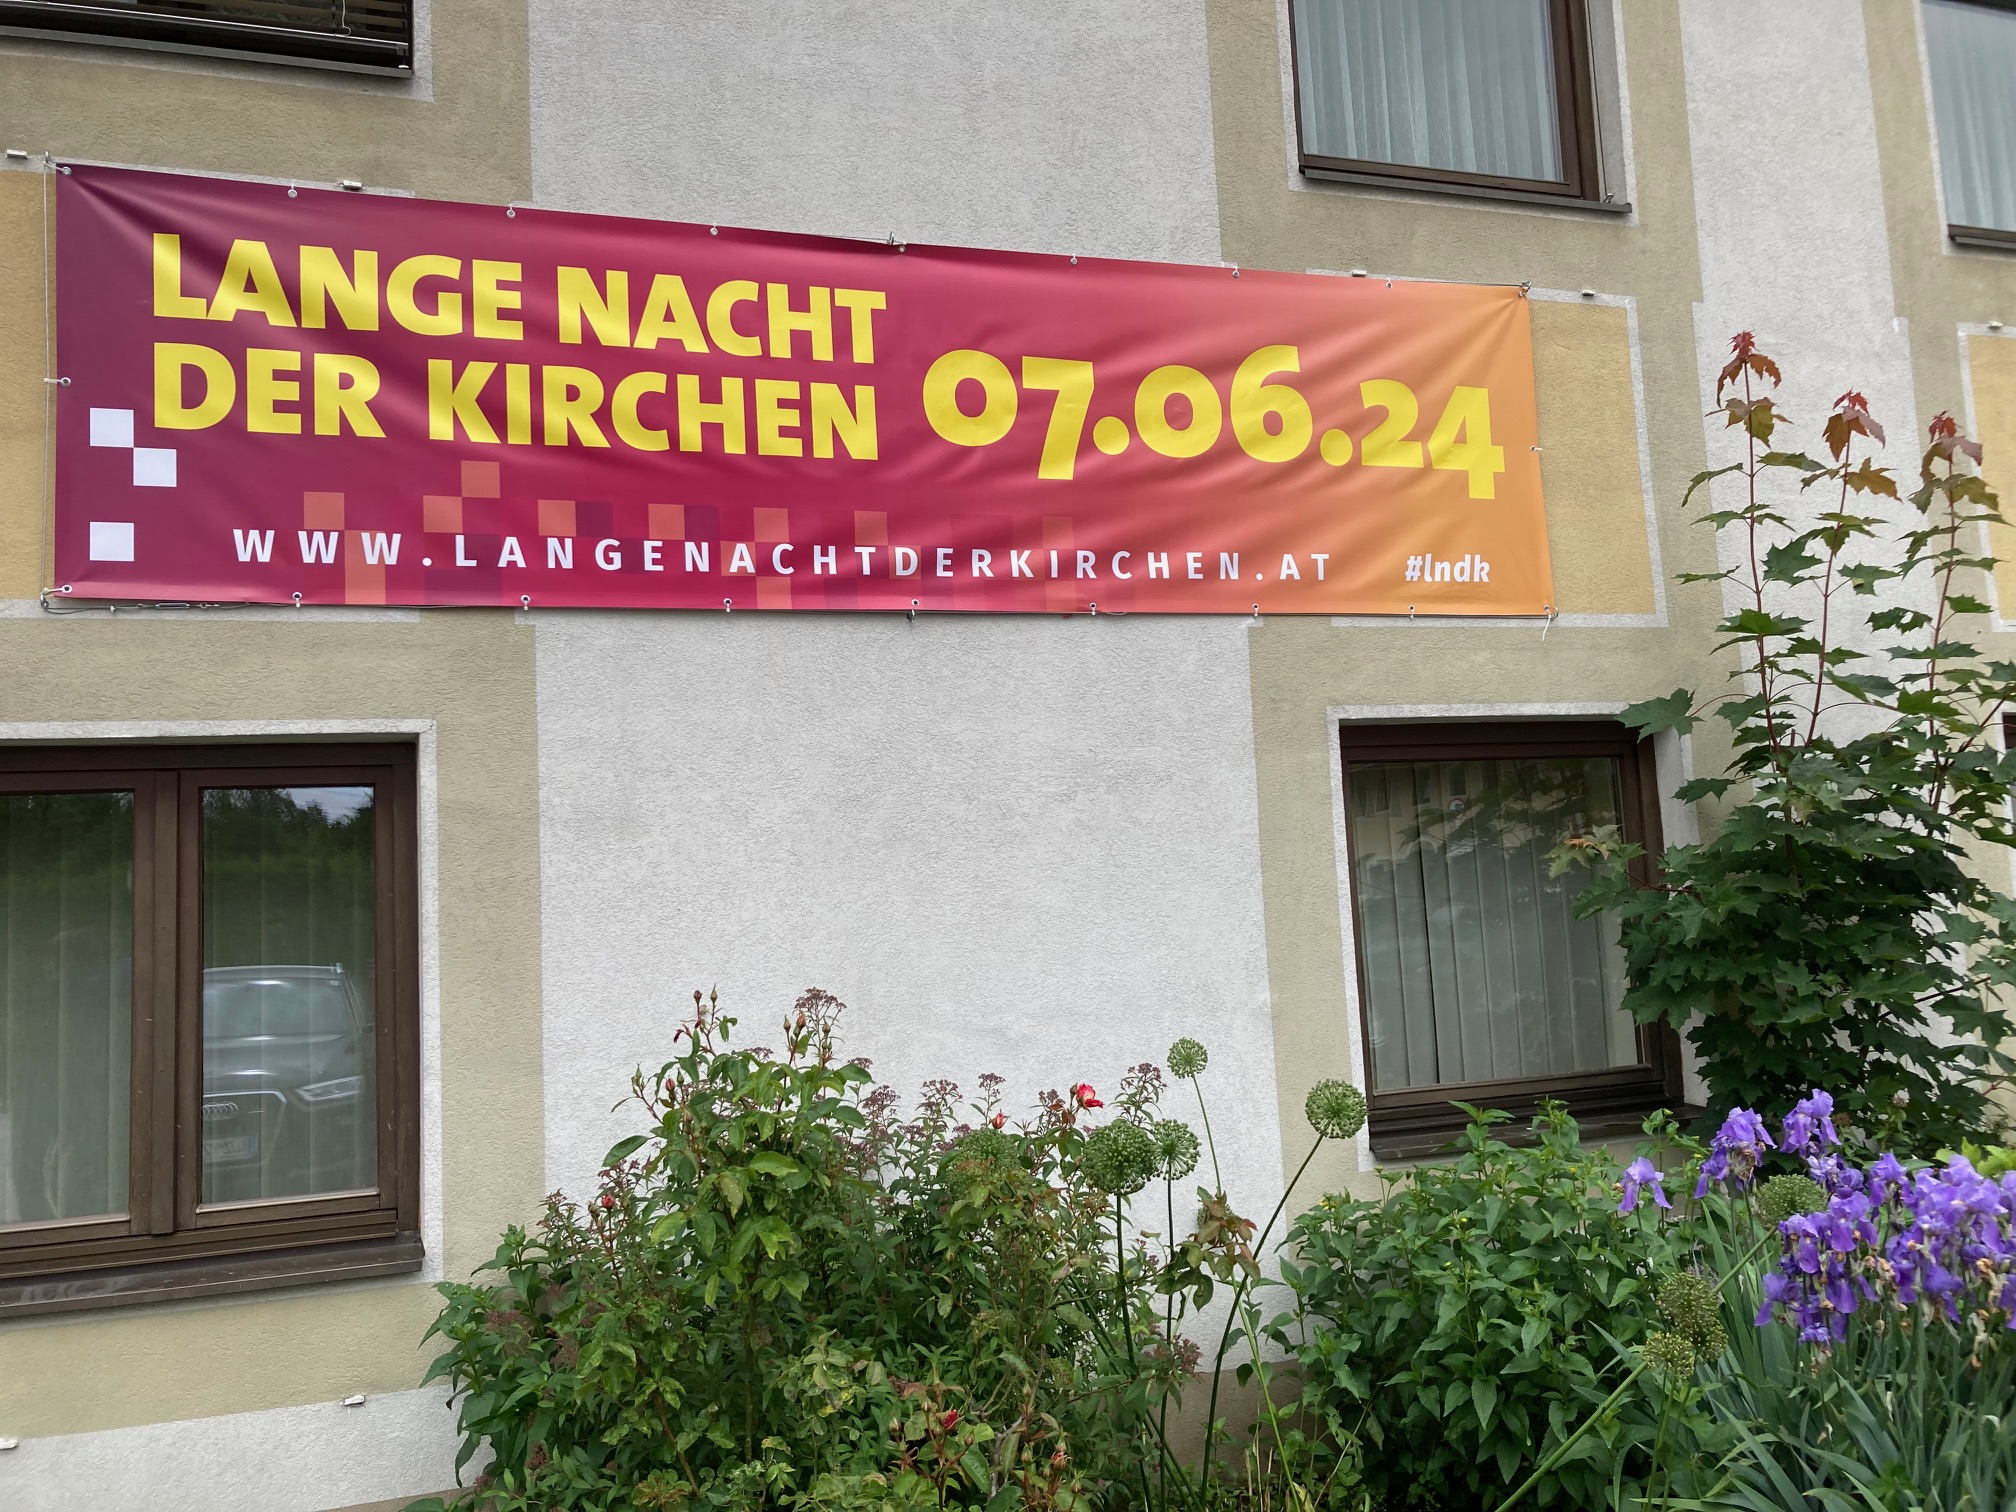 LANGE NACHT
DER KIRCHEN
07.06.24
WWW.LANGENACHTDERKIRCHEN.AT
#lndk